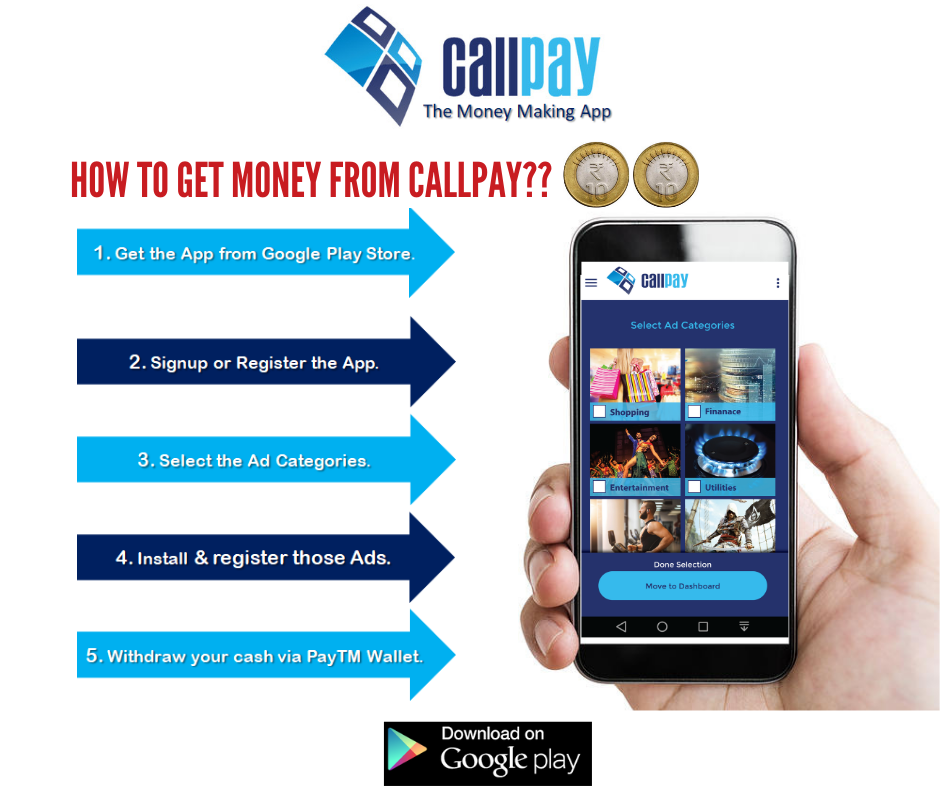 callpay
The Money Making App
HOW TO GET MONEY FROM CALLPAY??
₹ 10
₹ 10
1. Get the App from Google Play Store.
2. Signup or Register the App.
3. Select the Ad Categories.
4. Install & register those Ads.
5. Withdraw your cash via PayTM Wallet.
callpay
Select Ad Categories
Shopping
Finanace
Entertainment
Utilities
Done Selection
Move to Dashboard
Download on
Google play